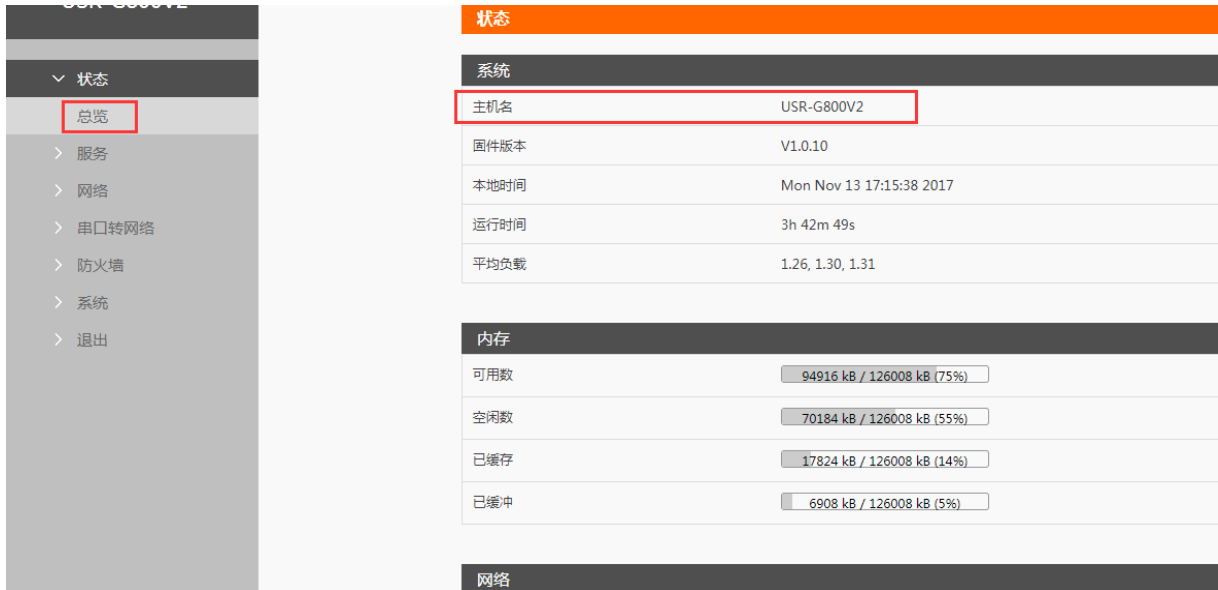 USR-G800V2
状态
总览
服务
网络
串口转网络
防火墙
系统
退出
状态
系统
主机名 USR-G800V2
固件版本 V1.0.10
本地时间 Mon Nov 13 17:15:38 2017
运行时间 3h 42m 49s
平均负载 1.26, 1.30, 1.31
内存
可用数 94916 kB / 126008 kB (75%)
空闲数 70184 kB / 126008 kB (55%)
已缓存 17824 kB / 126008 kB (14%)
已缓冲 6908 kB / 126008 kB (5%)
网络